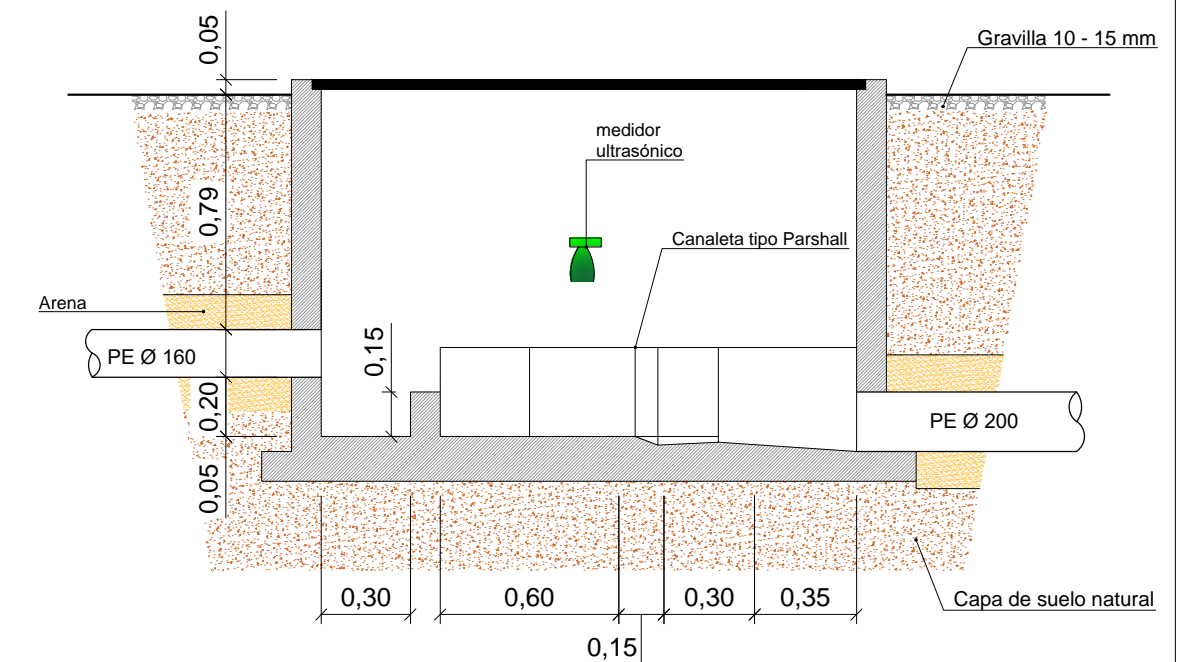 0,05
Gravilla 10 - 15 mm
medidor
ultrasónico
0,79
Canaleta tipo Parshall
Arena
PE Ø 160
0,15
0,20
PE Ø 200
0,05
0,30
0,60
0,30
0,35
Capa de suelo natural
0,15